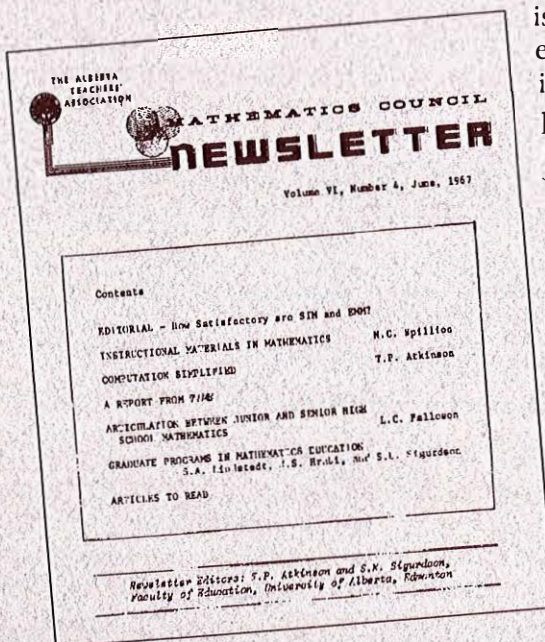 THE ALBERTA
TEACHERS'
ASSOCIATION
MATHEMATICS COUNCIL
NEWSLETTER
Volume VI, Number 4, June, 1967
Contents
EDITORIAL - How Satisfactory are STM and EMM?
INSTRUCTIONAL MATERIALS IN MATHEMATICS
COMPUTATION SIMPLIFIED T.P. Atkinson
A REPORT FROM
ARTICULATION BETWEEN JUNIOR AND SENIOR HIGH
SCHOOL MATHEMATICS
GRADUATE PROGRAMS IN MATHEMATICS EDUCATION
and
ARTICLES TO READ
Newsletter Editors: T.P. Atkinson and S.E. Sigurdson,
Faculty of Education, University of Alberta, Edmonton
is